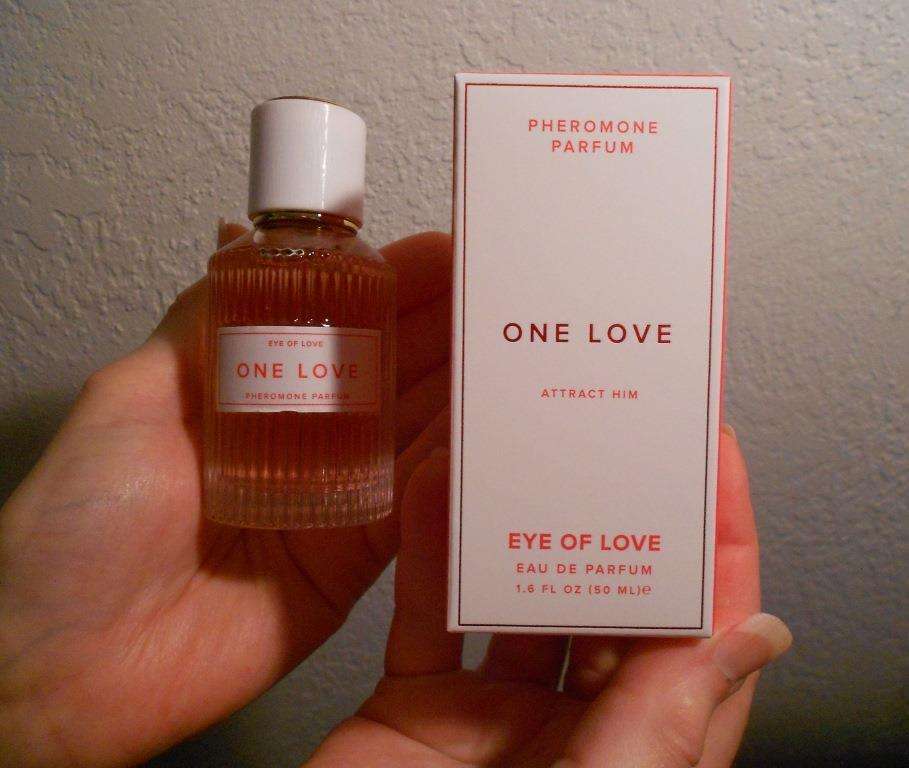 EYE OF LOVE
ONE LOVE
PHEROMONE PARFUM
PHEROMONE
PARFUM
ONE LOVE
ATTRACT HIM
EYE OF LOVE
EAU DE PARFUM
1.6 FL OZ (50 ML)℮